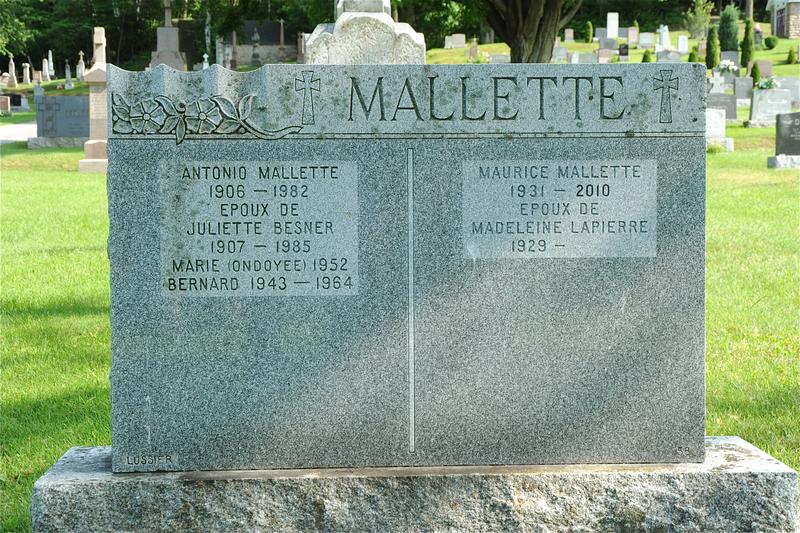 MALLETTE
ANTONIO MALLETTE
1906 – 1982
EPOUX DE
JULIETTE BESNER
1907 – 1985
MARIE (ONDOYEE) 1952
BERNARD 1943 – 1964
MAURICE MALLETTE
1931 – 2010
EPOUX DE
MADELEINE LAPIERRE
1929 –
LUSSIER